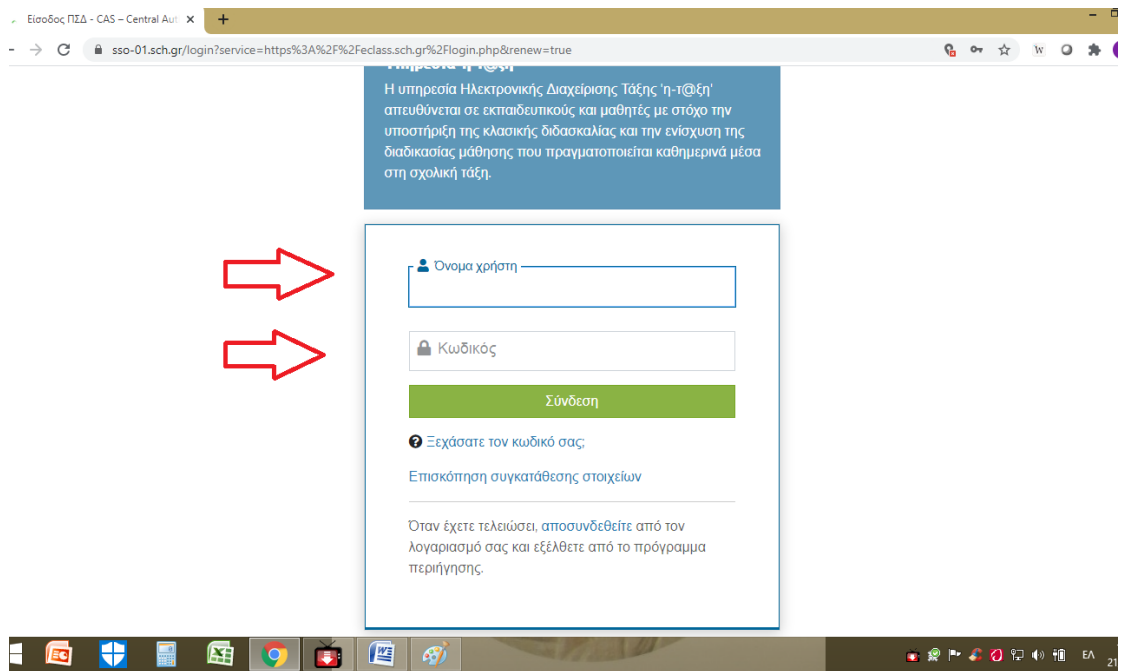 Είσοδος ΠΣΔ - CAS – Central Aut
sso-01.sch.gr/login?service=https%3A%2F%2Feclass.sch.gr%2Flogin.php&renew=true
Υπηρεσία η-τ@ξη
Η υπηρεσία Ηλεκτρονικής Διαχείρισης Τάξης 'η-τ@ξη'
απευθύνεται σε εκπαιδευτικούς και μαθητές με στόχο την
υποστήριξη της κλασικής διδασκαλίας και την ενίσχυση της
διαδικασίας μάθησης που πραγματοποιείται καθημερινά μέσα
στη σχολική τάξη.
Όνομα χρήστη
Κωδικός
Σύνδεση
Ξεχάσατε τον κωδικό σας;
Επισκόπηση συγκατάθεσης στοιχείων
Όταν έχετε τελειώσει, αποσυνδεθείτε από τον
λογαριασμό σας και εξέλθετε από το πρόγραμμα
περιήγησης.
ΕΛ
21